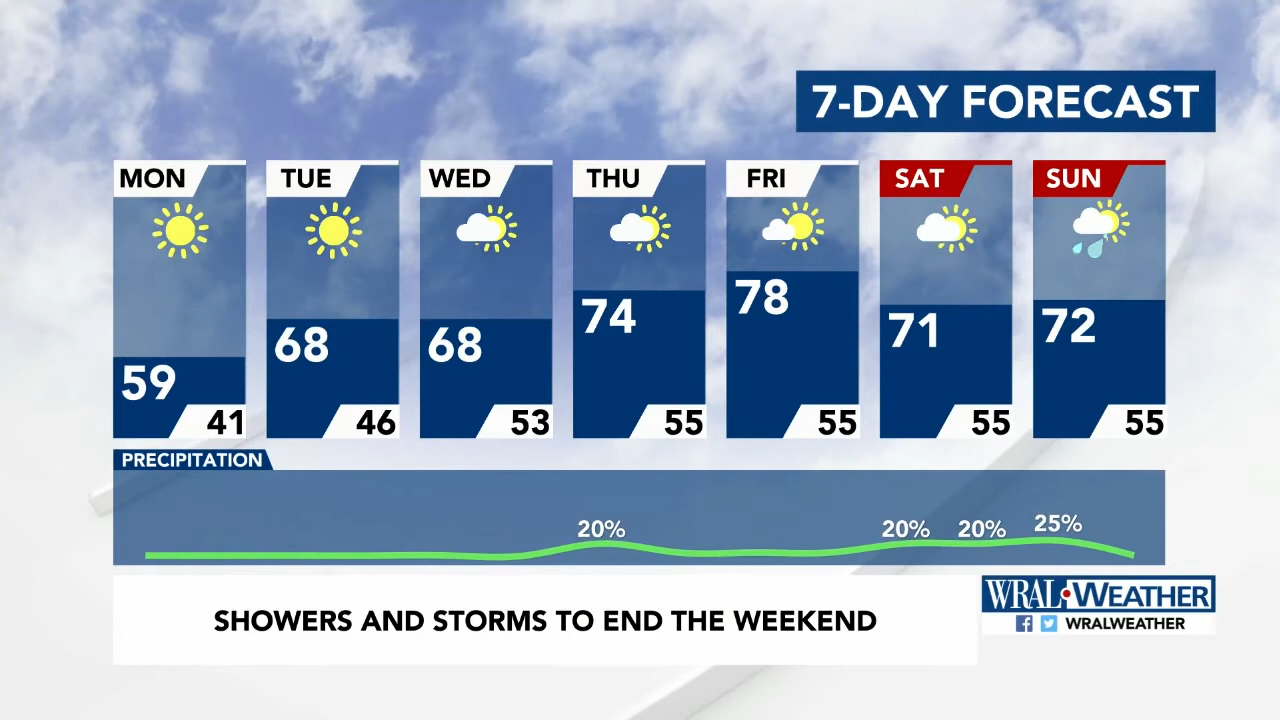 7-DAY FORECAST
MON TUE WED THU FRI SAT SUN
59 68 68 74 78 71 72
41 46 53 55 55 55 55
PRECIPITATION
20% 20% 20% 25%
SHOWERS AND STORMS TO END THE WEEKEND
WRAL WEATHER
WRALWEATHER